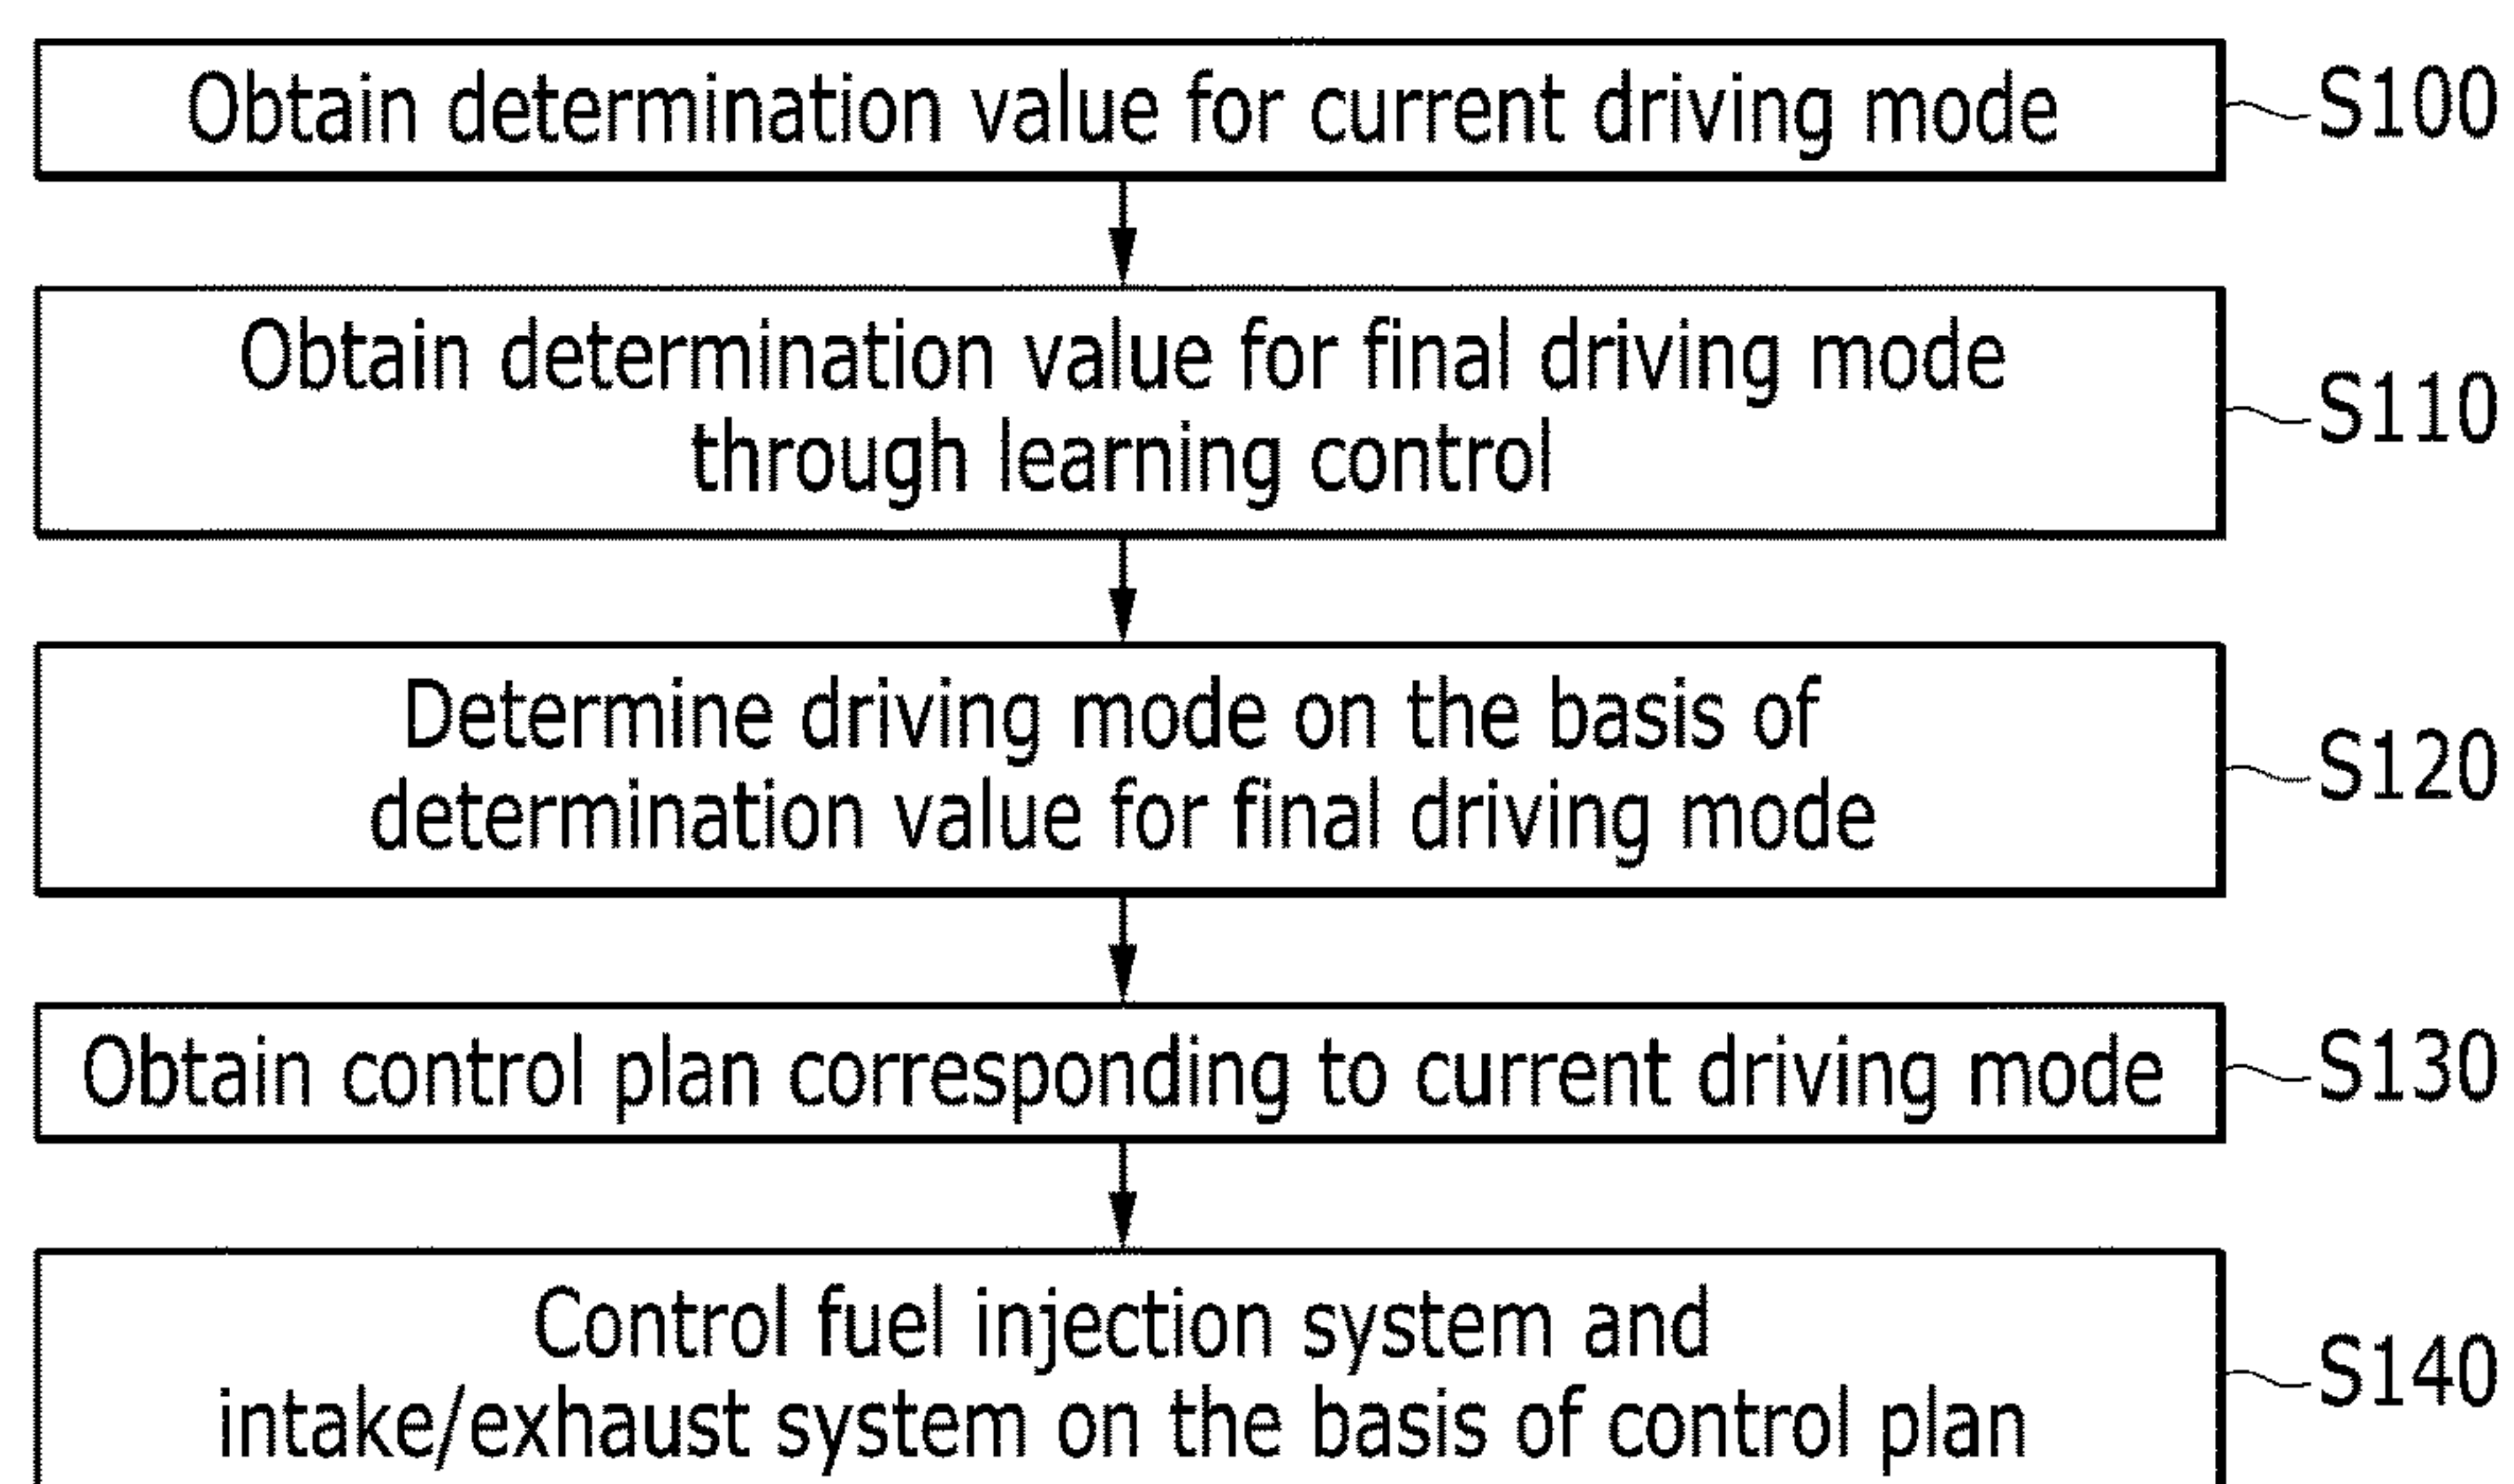 Obtain determination value for current driving mode
S100
Obtain determination value for final driving mode
through learning control
S110
Determine driving mode on the basis of
determination value for final driving mode
S120
Obtain control plan corresponding to current driving mode
S130
Control fuel injection system and
intake/exhaust system on the basis of control plan
S140